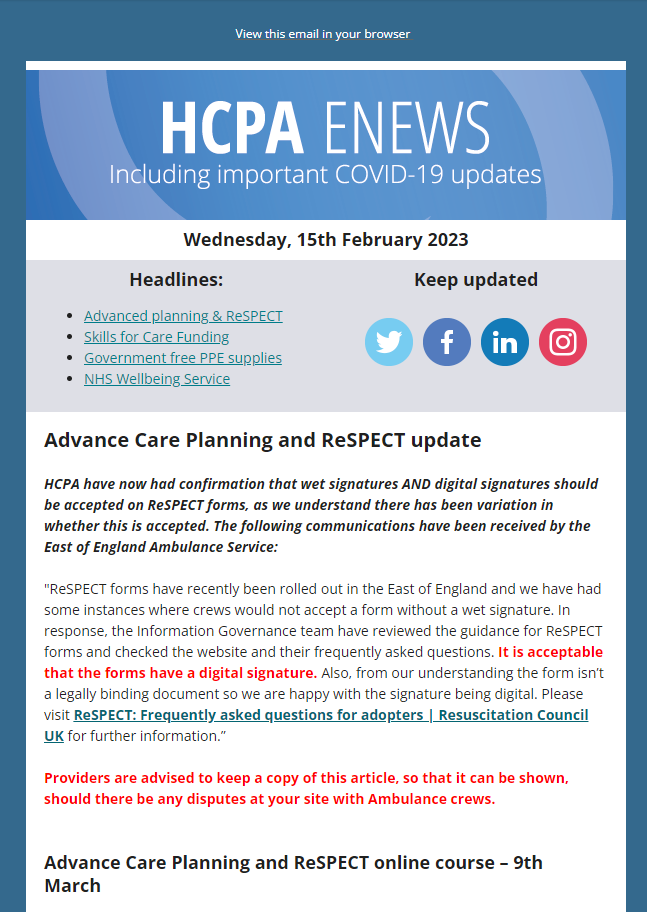 View this email in your browser
HCPA ENEWS
Including important COVID-19 updates
Wednesday, 15th February 2023
Headlines:
• Advanced planning & ReSPECT
• Skills for Care Funding
• Government free PPE supplies
• NHS Wellbeing Service
Keep updated
Advance Care Planning and ReSPECT update
HCPA have now had confirmation that wet signatures AND digital signatures should
be accepted on ReSPECT forms, as we understand there has been variation in
whether this is accepted. The following communications have been received by the
East of England Ambulance Service:
"ReSPECT forms have recently been rolled out in the East of England and we have had
some instances where crews would not accept a form without a wet signature. In
response, the Information Governance team have reviewed the guidance for ReSPECT
forms and checked the website and their frequently asked questions. It is acceptable
that the forms have a digital signature. Also, from our understanding the form isn’t
a legally binding document so we are happy with the signature being digital. Please
visit ReSPECT: Frequently asked questions for adopters | Resuscitation Council
UK for further information.”
Providers are advised to keep a copy of this article, so that it can be shown,
should there be any disputes at your site with Ambulance crews.
Advance Care Planning and ReSPECT online course – 9th
March